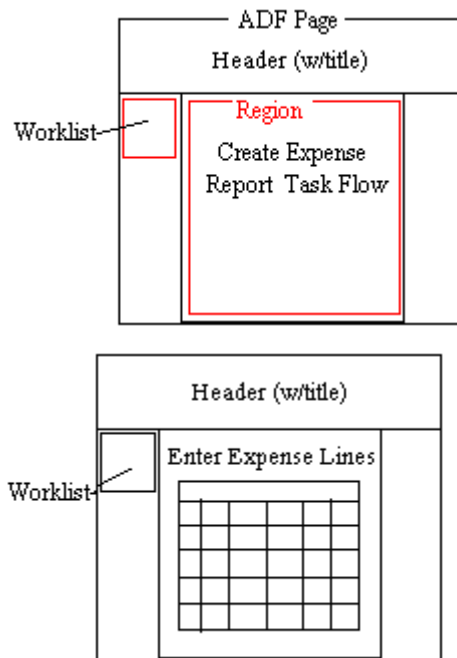 ADF Page
Header (w/title)
Worklist
Region
Create Expense
Report Task Flow
Header (w/title)
Worklist
Enter Expense Lines